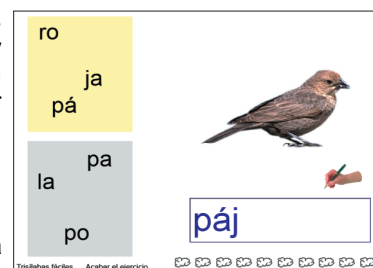 ro
ja
pá
pa
la
po
páj
Trisílabas fáciles Acabar el ejercicio